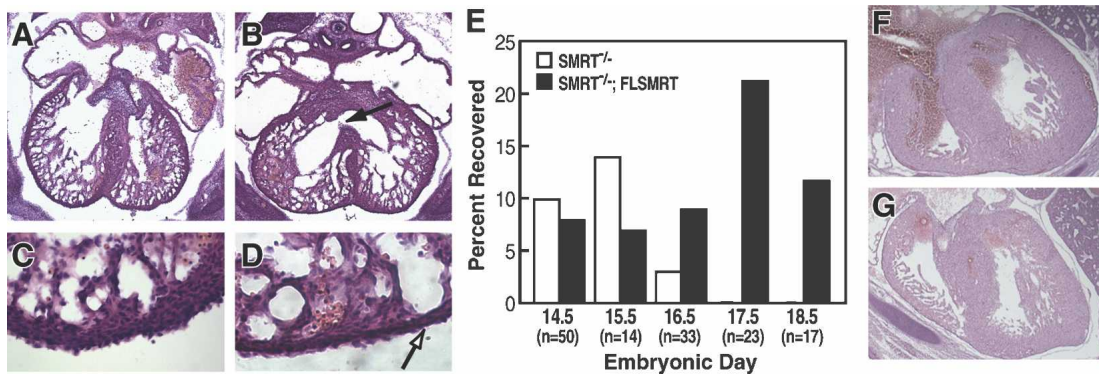 A
B
C
D
E
25
20
15
10
5
0
Percent Recovered
SMRT-/-
SMRT-/-; FLSMRT
14.5 15.5 16.5 17.5 18.5
(n=50) (n=14) (n=33) (n=23) (n=17)
Embryonic Day
F
G